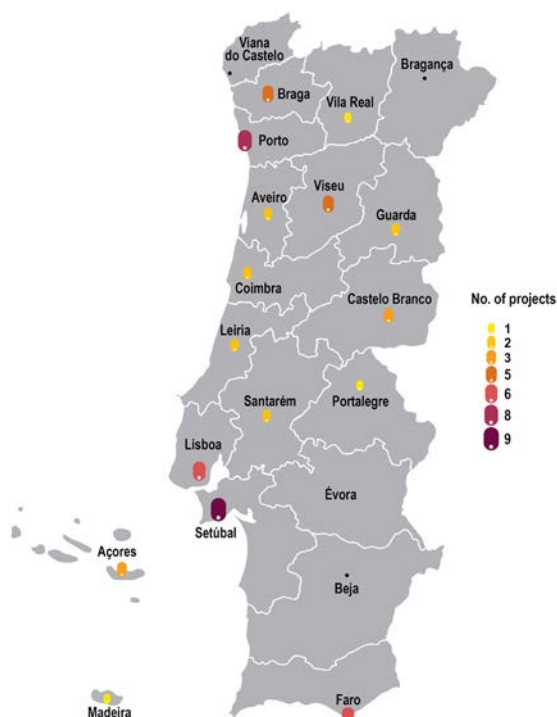 Viana
do Castelo
Bragança
Braga
Vila Real
Porto
Viseu
Aveiro
Guarda
Coimbra
Castelo Branco
No. of projects
1
2
3
5
6
8
9
Leiria
Santarém
Portalegre
Lisboa
Évora
Setúbal
Açores
Beja
Faro
Madeira